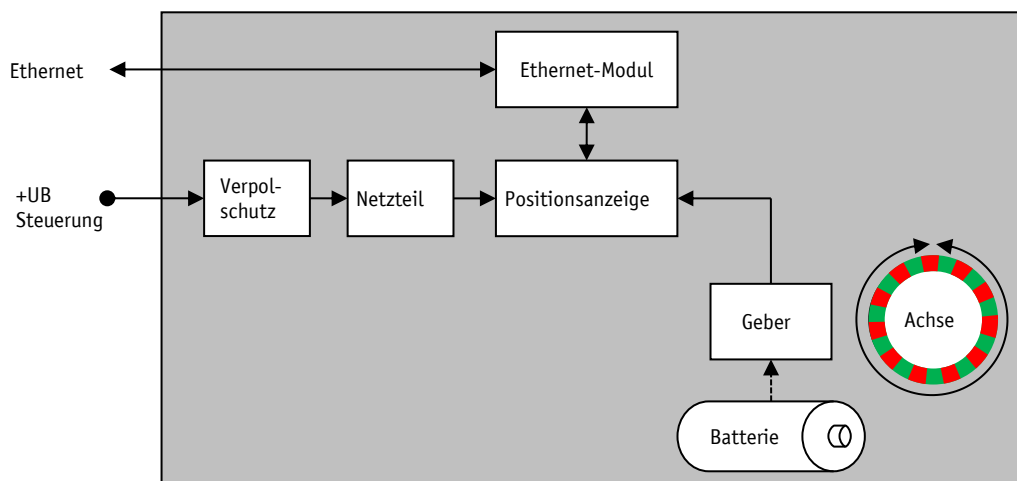 Ethernet
Ethernet-Modul
+UB
Steuerung
Verpol-
schutz
Netzteil
Positionsanzeige
Geber
Achse
Batterie